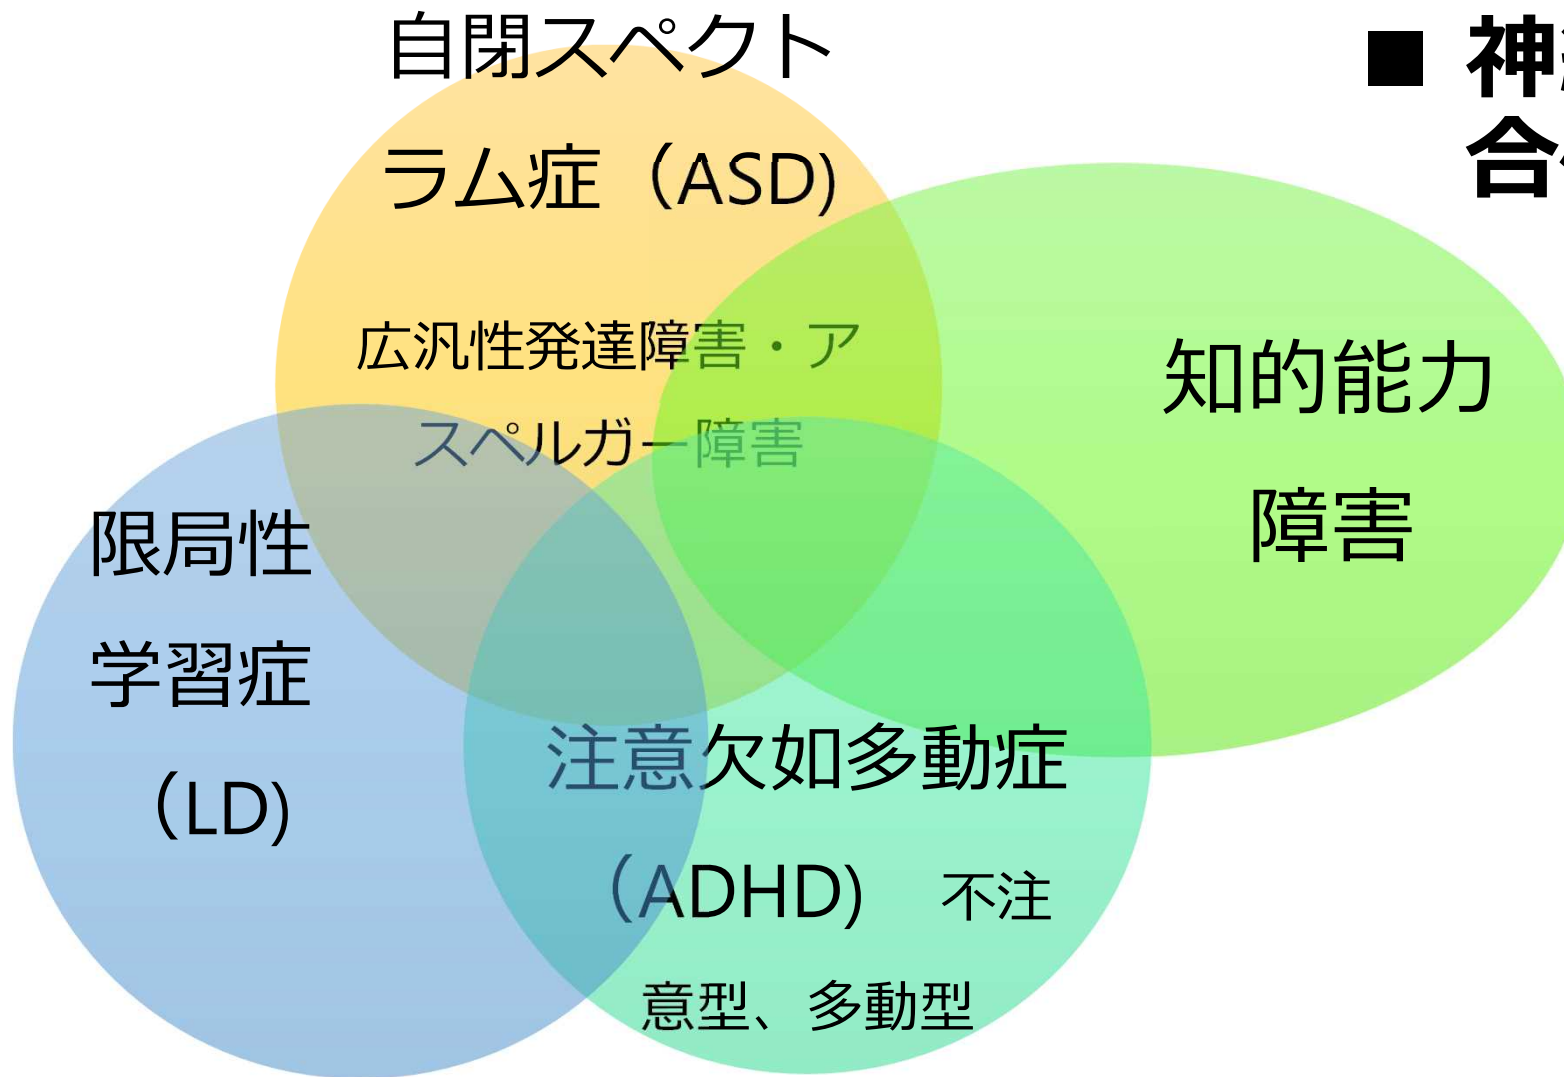 自閉スペクト
ラム症（ASD)
広汎性発達障害・ア
スペルガー障害
■ 神
合
知的能力
障害
限局性
学習症
（LD)
注意欠如多動症
（ADHD)　不注
意型、多動型